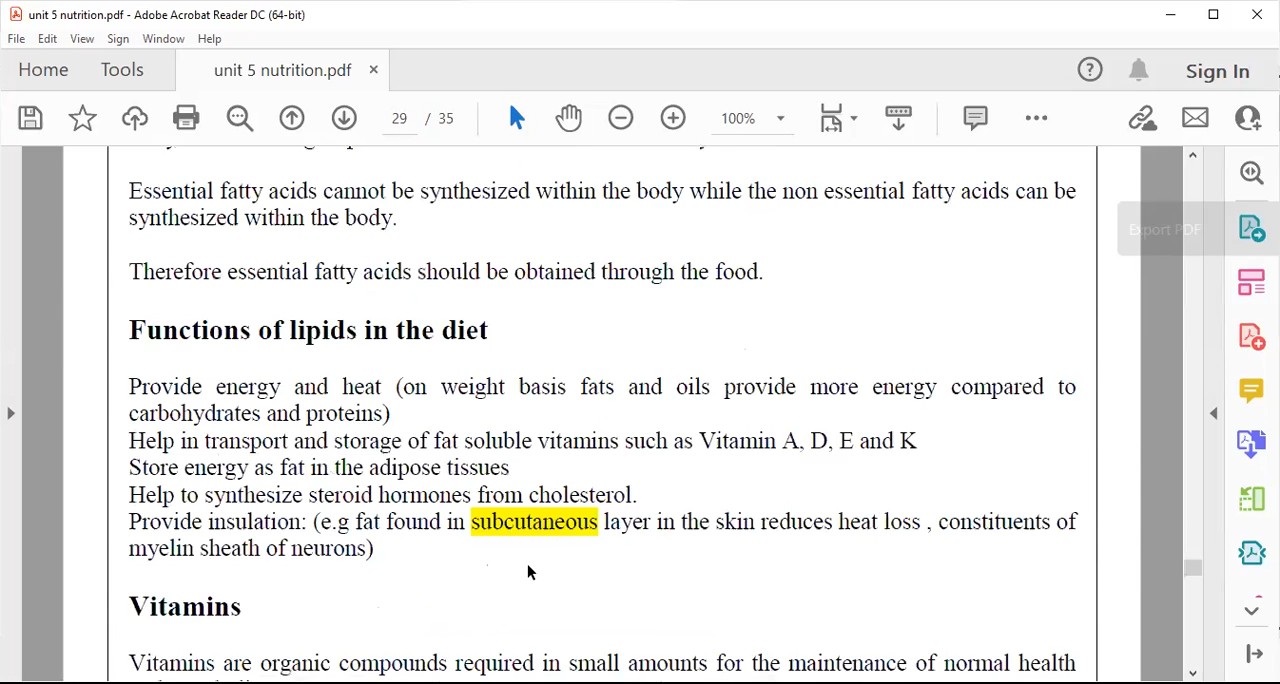 unit 5 nutrition.pdf - Adobe Acrobat Reader DC (64-bit)
File Edit View Sign Window Help
Home Tools unit 5 nutrition.pdf × Sign In
29 / 35 100%
Essential fatty acids cannot be synthesized within the body while the non essential fatty acids can be
synthesized within the body.
Export PDF
Therefore essential fatty acids should be obtained through the food.
Functions of lipids in the diet
Provide energy and heat (on weight basis fats and oils provide more energy compared to
carbohydrates and proteins)
Help in transport and storage of fat soluble vitamins such as Vitamin A, D, E and K
Store energy as fat in the adipose tissues
Help to synthesize steroid hormones from cholesterol.
Provide insulation: (e.g fat found in subcutaneous layer in the skin reduces heat loss , constituents of
myelin sheath of neurons)
Vitamins
Vitamins are organic compounds required in small amounts for the maintenance of normal health